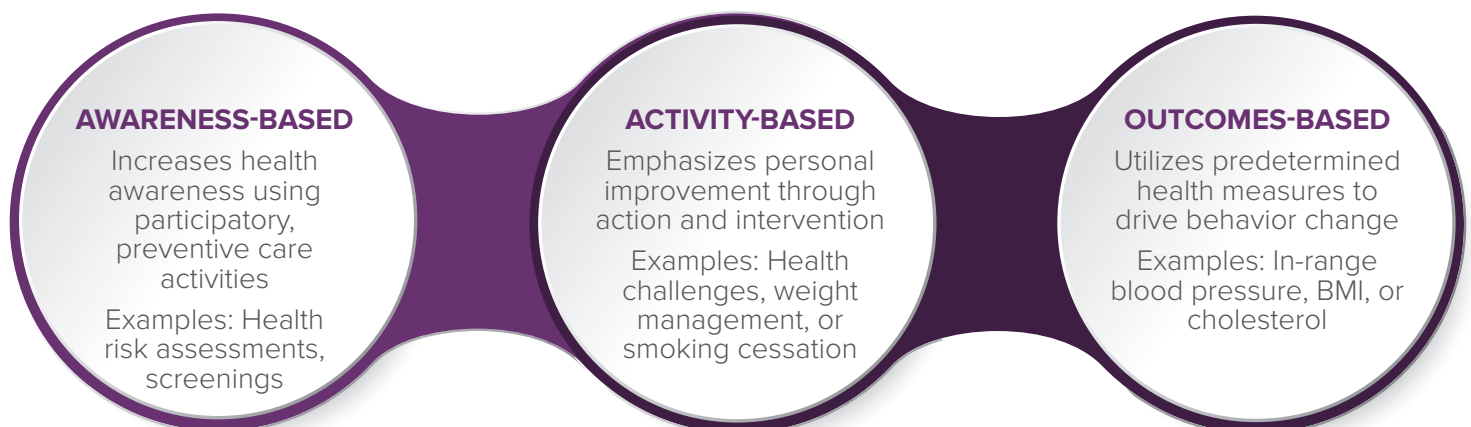 AWARENESS-BASED
Increases health
awareness using
participatory,
preventive care
activities
Examples: Health
risk assessments,
screenings
ACTIVITY-BASED
Emphasizes personal
improvement through
action and intervention
Examples: Health
challenges, weight
management, or
smoking cessation
OUTCOMES-BASED
Utilizes predetermined
health measures to
drive behavior change
Examples: In-range
blood pressure, BMI, or
cholesterol